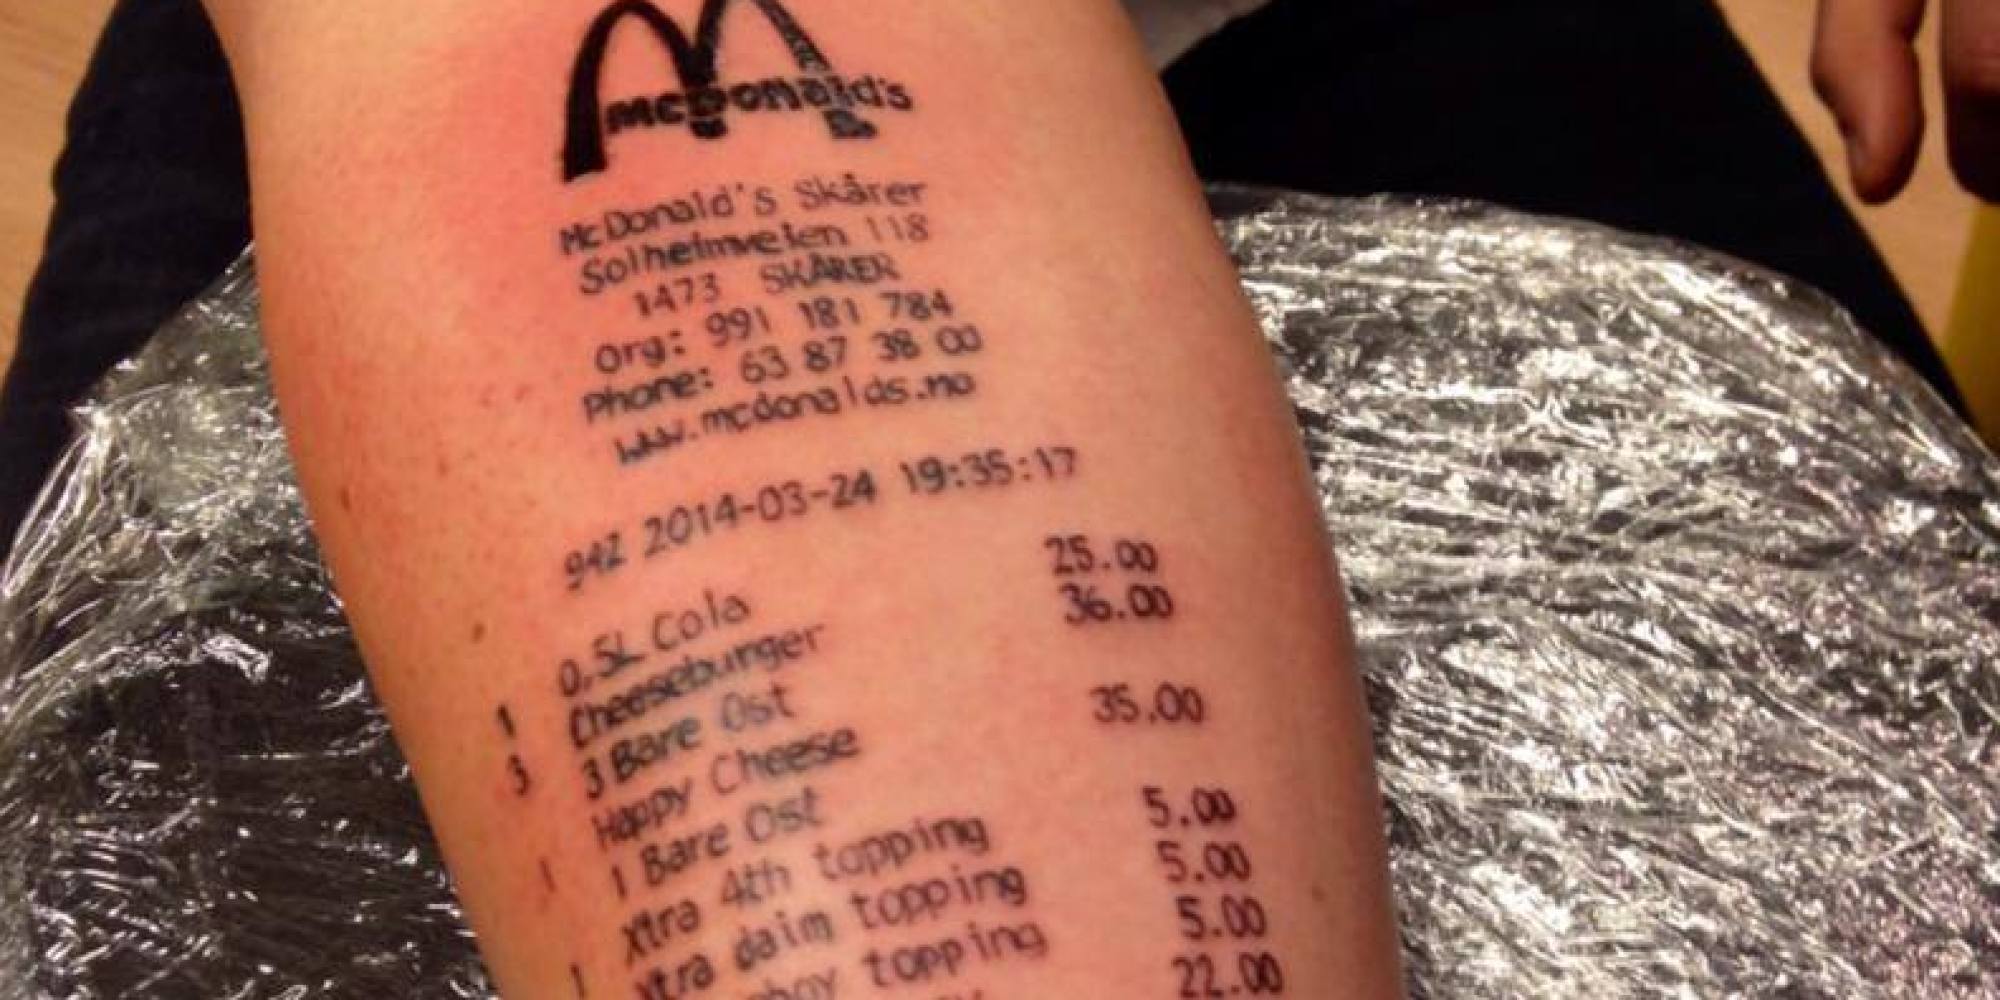 McDonald's
McDonald's Skårer
Solheimveien 118
1473 SKÅRER
Org: 991 181 784
Phone: 63 87 38 00
www.mcdonalds.no
942 2014-03-24 19:35:17
1 0,5L Cola 25.00
3 Cheeseburger 36.00
3 Bare Ost
Happy Cheese 35.00
1 Bare Ost
1 Xtra 4th topping 5.00
Xtra daim topping 5.00
1 topping 5.00
22.00